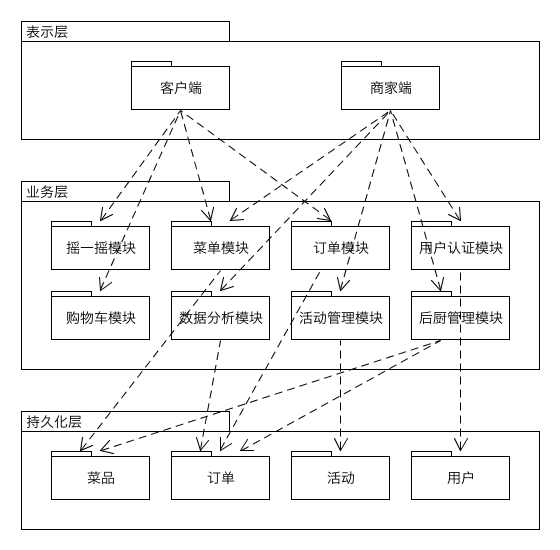 表示层
客户端
商家端
业务层
摇一摇模块
菜单模块
订单模块
用户认证模块
购物车模块
数据分析模块
活动管理模块
后厨管理模块
持久化层
菜品
订单
活动
用户